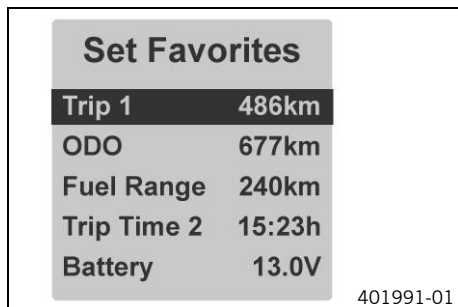 Set Favorites
Trip 1 486km
ODO 677km
Fuel Range 240km
Trip Time 2 15:23h
Battery 13.0V
401991-01